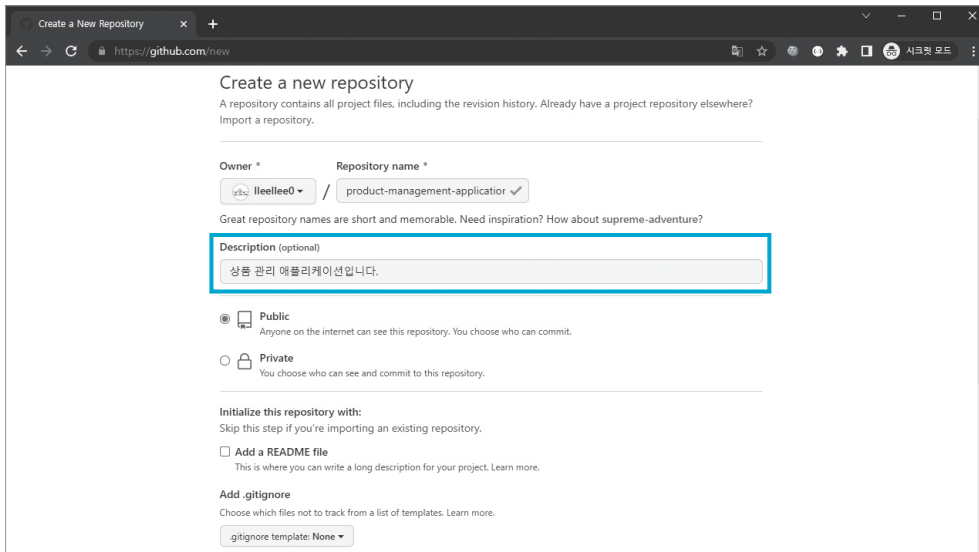 Create a New Repository
https://github.com/new
시크릿 모드
Create a new repository
A repository contains all project files, including the revision history. Already have a project repository elsewhere?
Import a repository.
Owner * Repository name *
lleellee0 / product-management-application
Great repository names are short and memorable. Need inspiration? How about supreme-adventure?
Description (optional)
상품 관리 애플리케이션입니다.
Public
Anyone on the internet can see this repository. You choose who can commit.
Private
You choose who can see and commit to this repository.
Initialize this repository with:
Skip this step if you're importing an existing repository.
Add a README file
This is where you can write a long description for your project. Learn more.
Add .gitignore
Choose which files not to track from a list of templates. Learn more.
.gitignore template: None